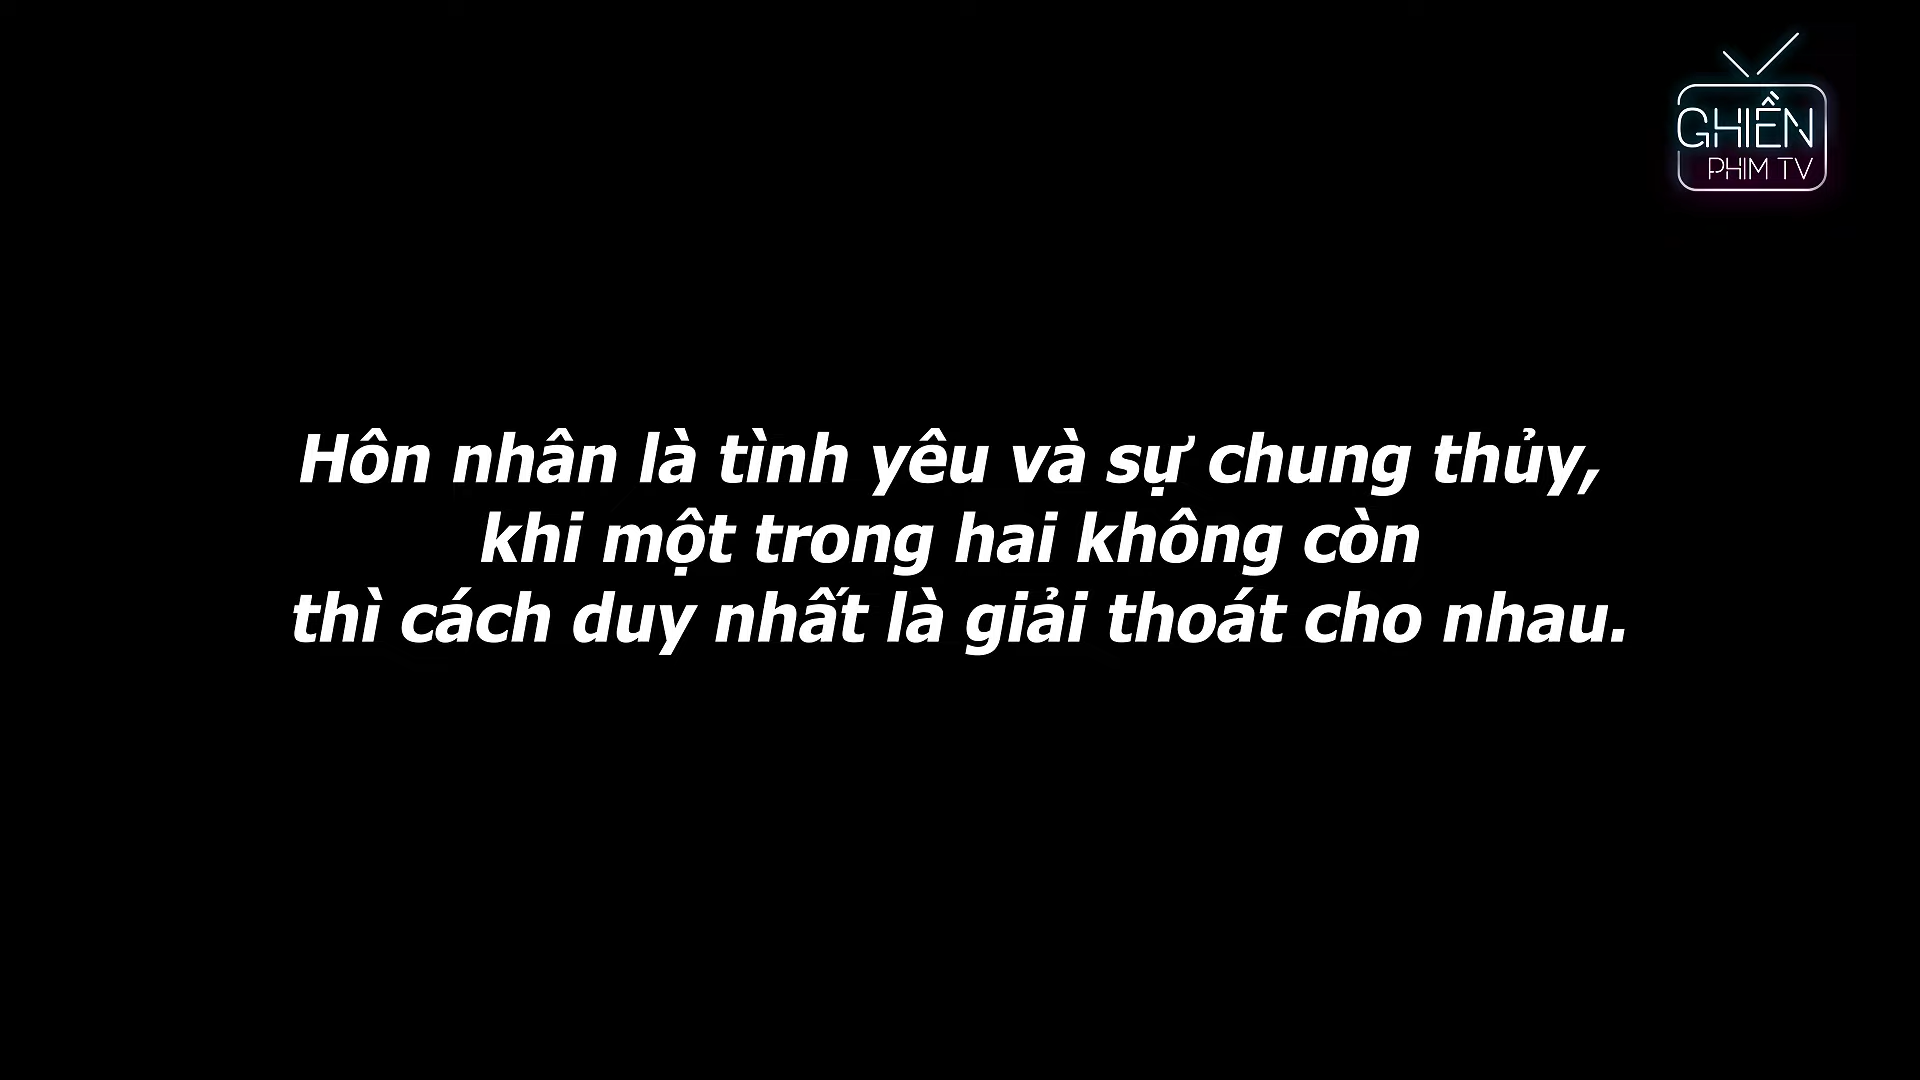 GHIỀN
PHIM TV
Hôn nhân là tình yêu và sự chung thủy,
khi một trong hai không còn
thì cách duy nhất là giải thoát cho nhau.